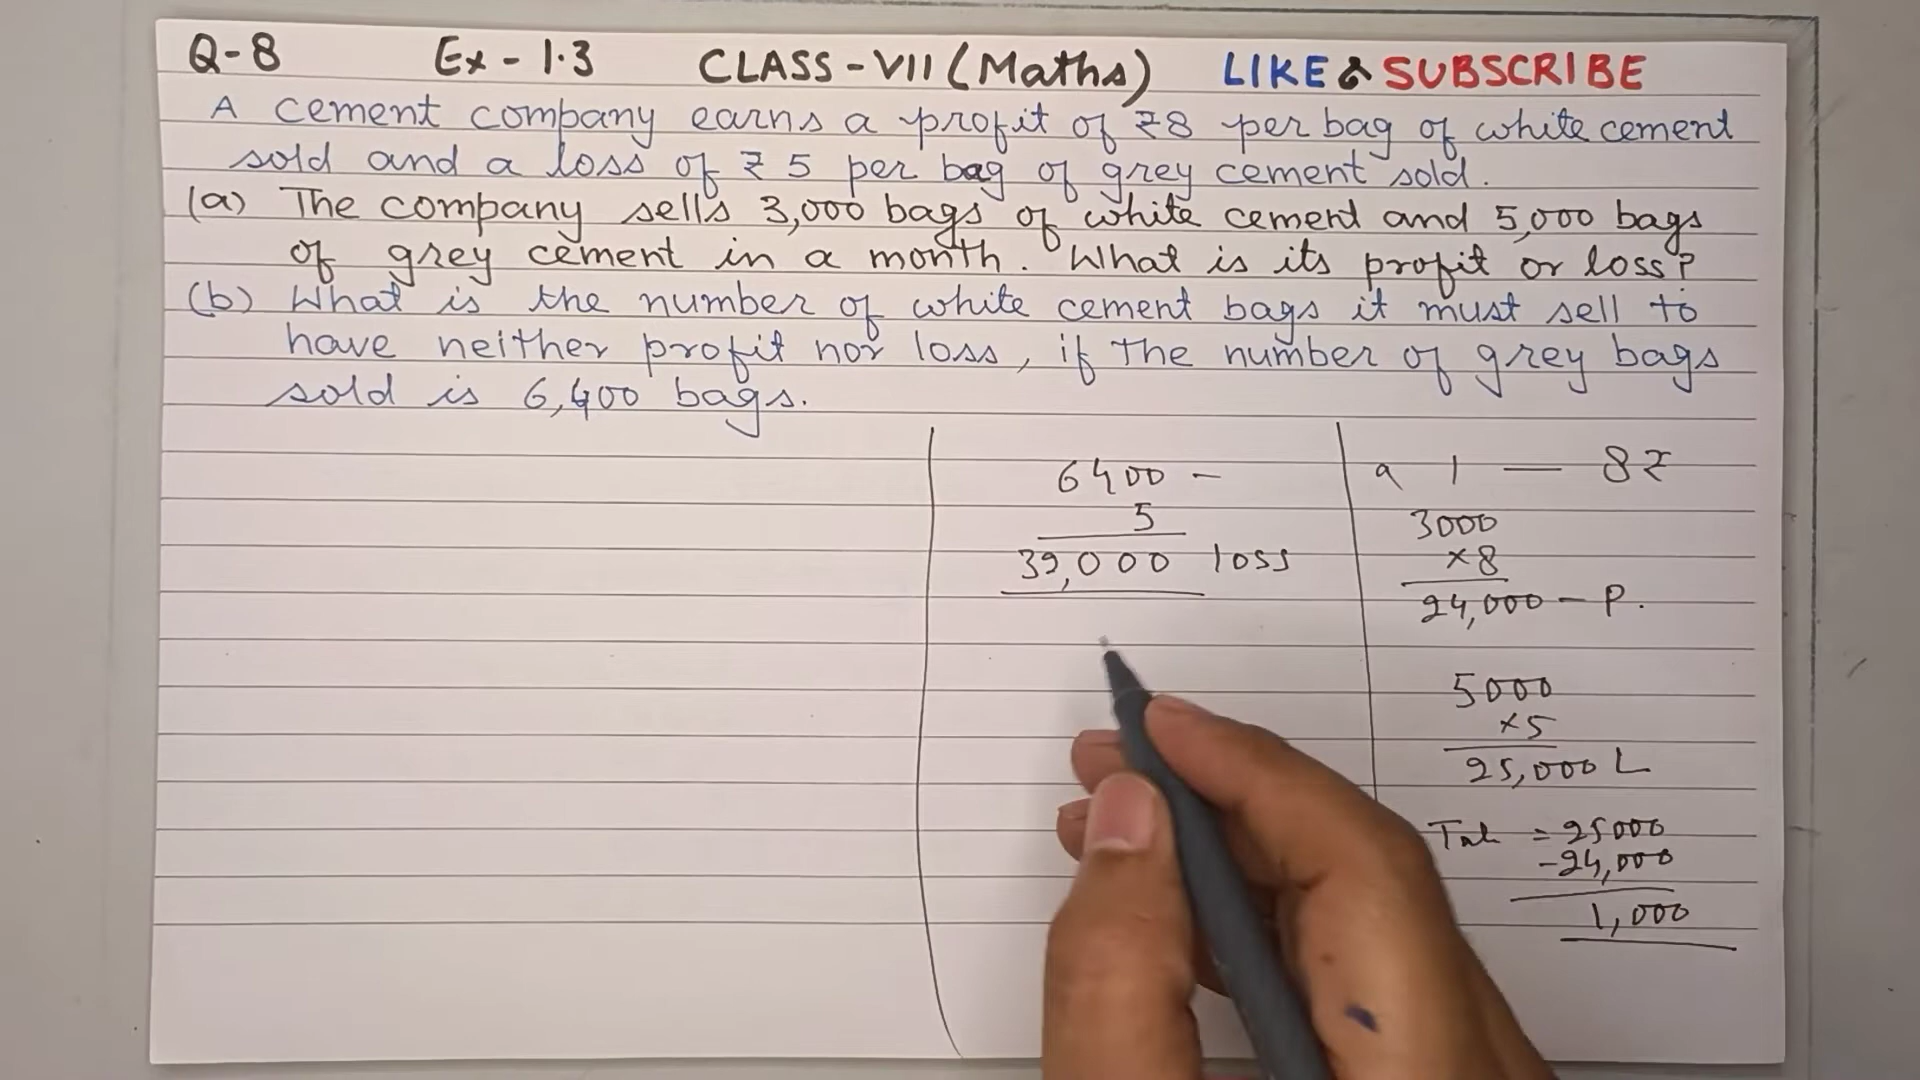 Q-8 Ex-1.3 CLASS-VII (Maths) LIKE & SUBSCRIBE
A cement company earns a profit of ₹8 per bag of white cement
sold and a loss of ₹5 per bag of grey cement sold.
(a) The company sells 3,000 bags of white cement and 5,000 bags
of grey cement in a month. What is its profit or loss?
(b) What is the number of white cement bags it must sell to
have neither profit nor loss, if the number of grey bags
sold is 6,400 bags.
6400 -
5
39,000 loss
a 1 — 8₹
3000
×8
24,000 - P.
5000
×5
25,000 L
= 25000
-24,000
1,000